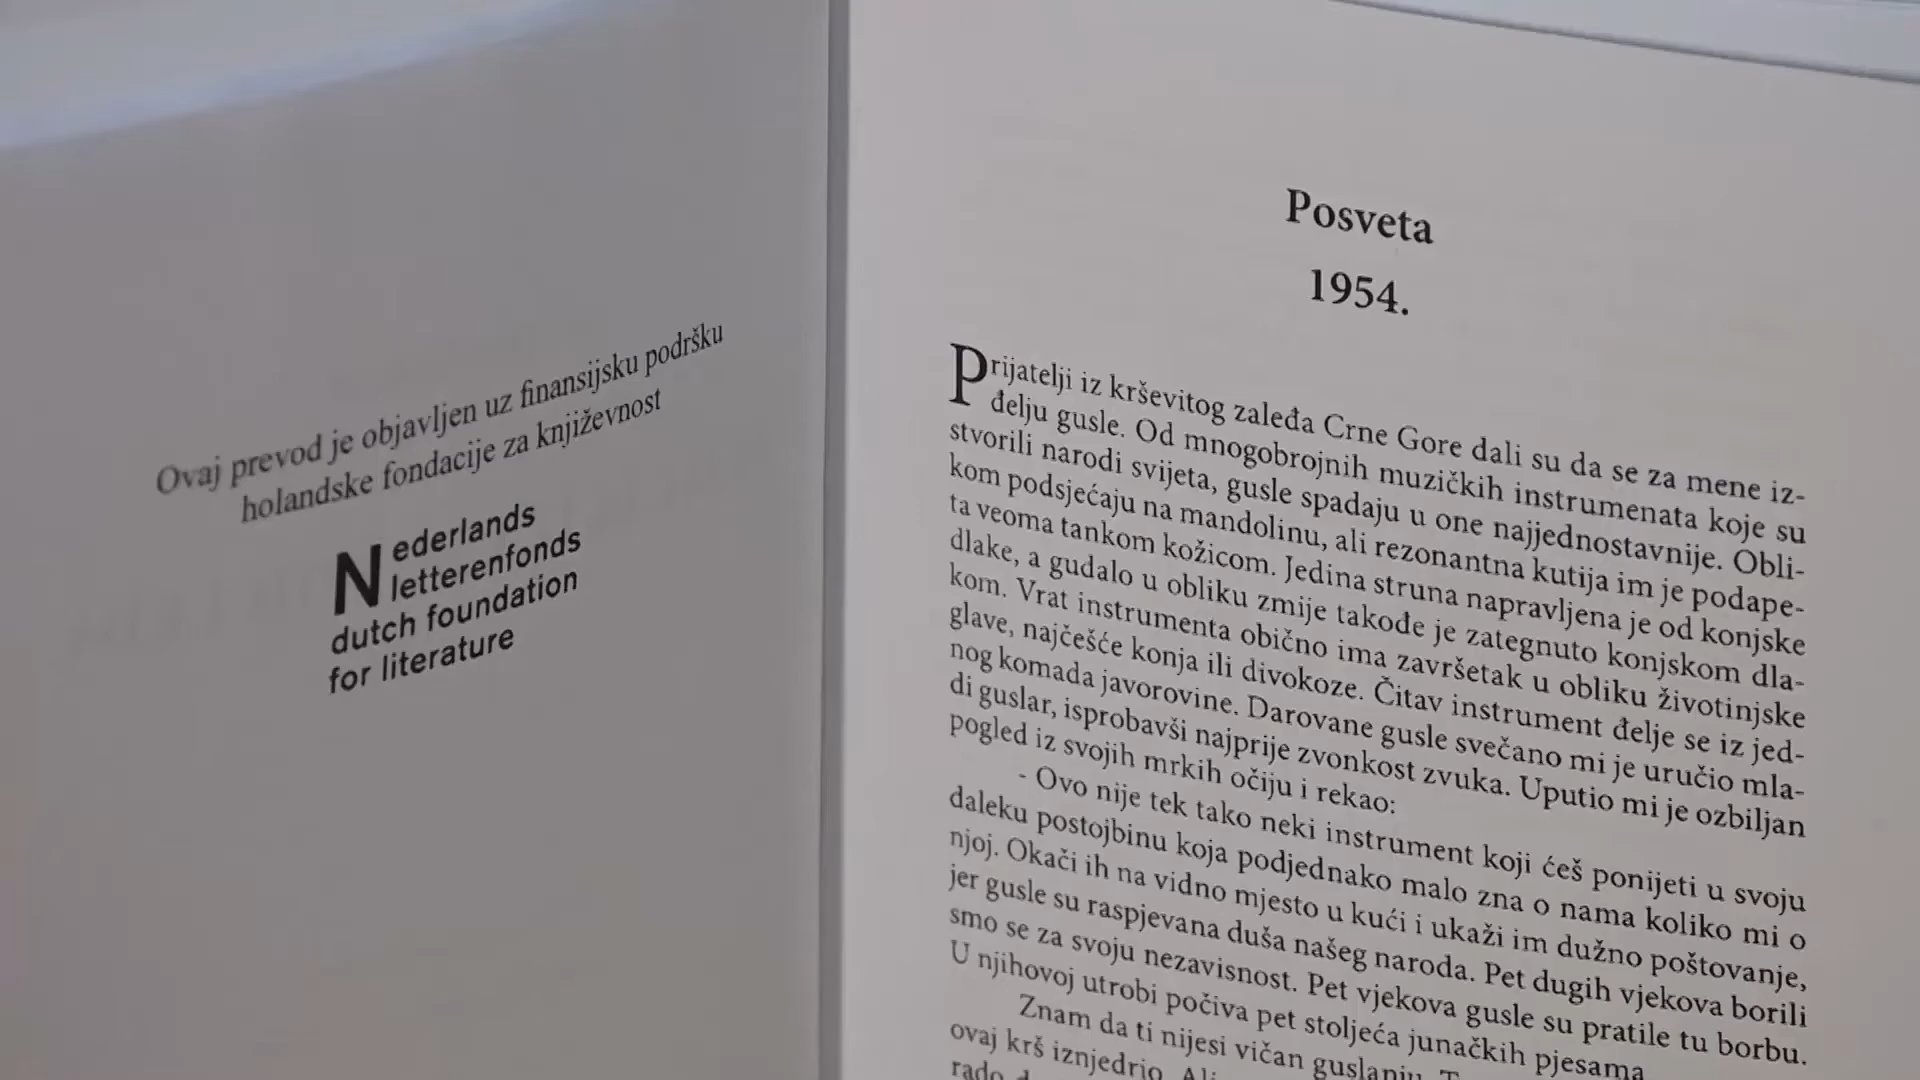 Ovaj prevod je objavljen uz finansijsku podršku
holandske fondacije za književnost
Nederlands
letterenfonds
dutch foundation
for literature
Posveta
1954.
Prijatelji iz krševitog zaleđa Crne Gore dali su da se za mene iz-
đelju gusle. Od mnogobrojnih muzičkih instrumenata koje su
stvorili narodi svijeta, gusle spadaju u one najjednostavnije. Obli-
kom podsjećaju na mandolinu, ali rezonantna kutija im je podape-
ta veoma tankom kožicom. Jedina struna napravljena je od konjske
dlake, a gudalo u obliku zmije takođe je zategnuto konjskom dla-
kom. Vrat instrumenta obično ima završetak u obliku životinjske
glave, najčešće konja ili divokoze. Čitav instrument đelje se iz jed-
nog komada javorovine. Darovane gusle svečano mi je uručio mla-
di guslar, isprobavši najprije zvonkost zvuka. Uputio mi je ozbiljan
pogled iz svojih mrkih očiju i rekao:
- Ovo nije tek tako neki instrument koji ćeš ponijeti u svoju
daleku postojbinu koja podjednako malo zna o nama koliko mi o
njoj. Okači ih na vidno mjesto u kući i ukaži im dužno poštovanje,
jer gusle su raspjevana duša našeg naroda. Pet dugih vjekova borili
smo se za svoju nezavisnost. Pet vjekova gusle su pratile tu borbu.
U njihovoj utrobi počiva pet stoljeća junačkih pjesama
Znam da ti nijesi vičan guslanju.
ovaj krš iznjedrio.
rado